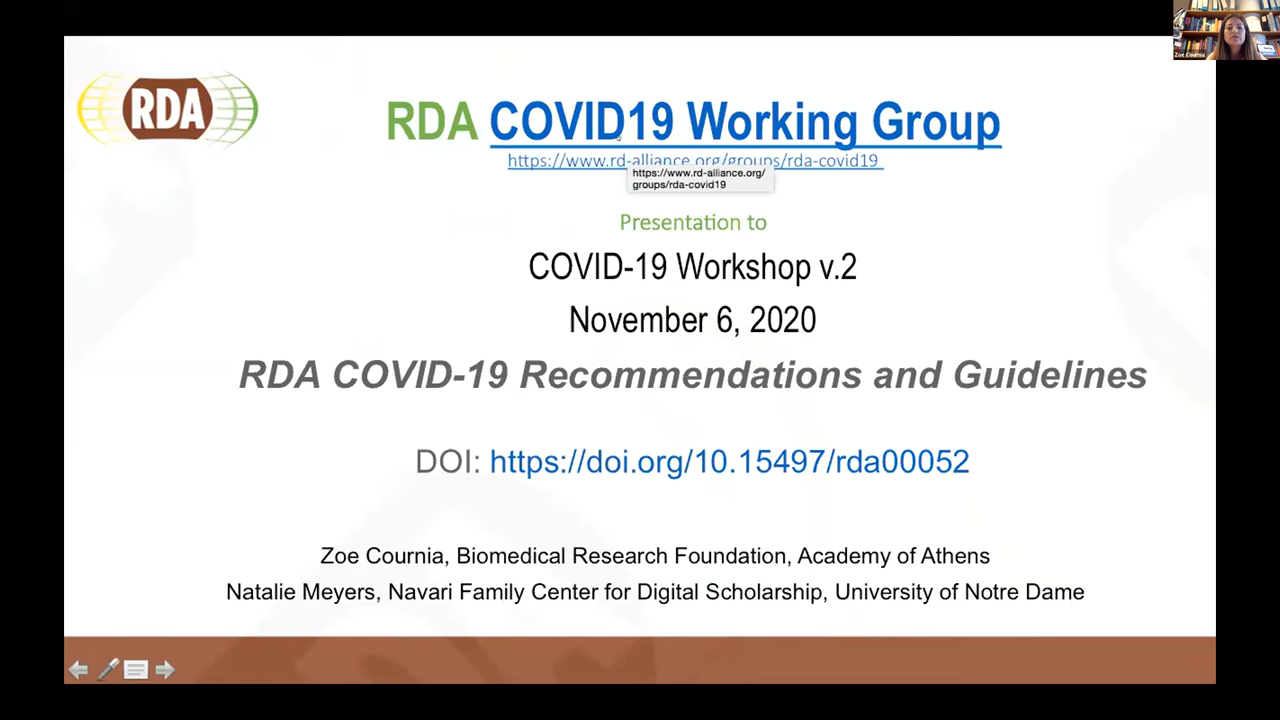 RDA
RDA COVID19 Working Group
https://www.rd-alliance.org/groups/rda-covid19
https://www.rd-alliance.org/
groups/rda-covid19
Presentation to
COVID-19 Workshop v.2
November 6, 2020
RDA COVID-19 Recommendations and Guidelines
DOI: https://doi.org/10.15497/rda00052
Zoe Cournia, Biomedical Research Foundation, Academy of Athens
Natalie Meyers, Navari Family Center for Digital Scholarship, University of Notre Dame
Zoe Cournia